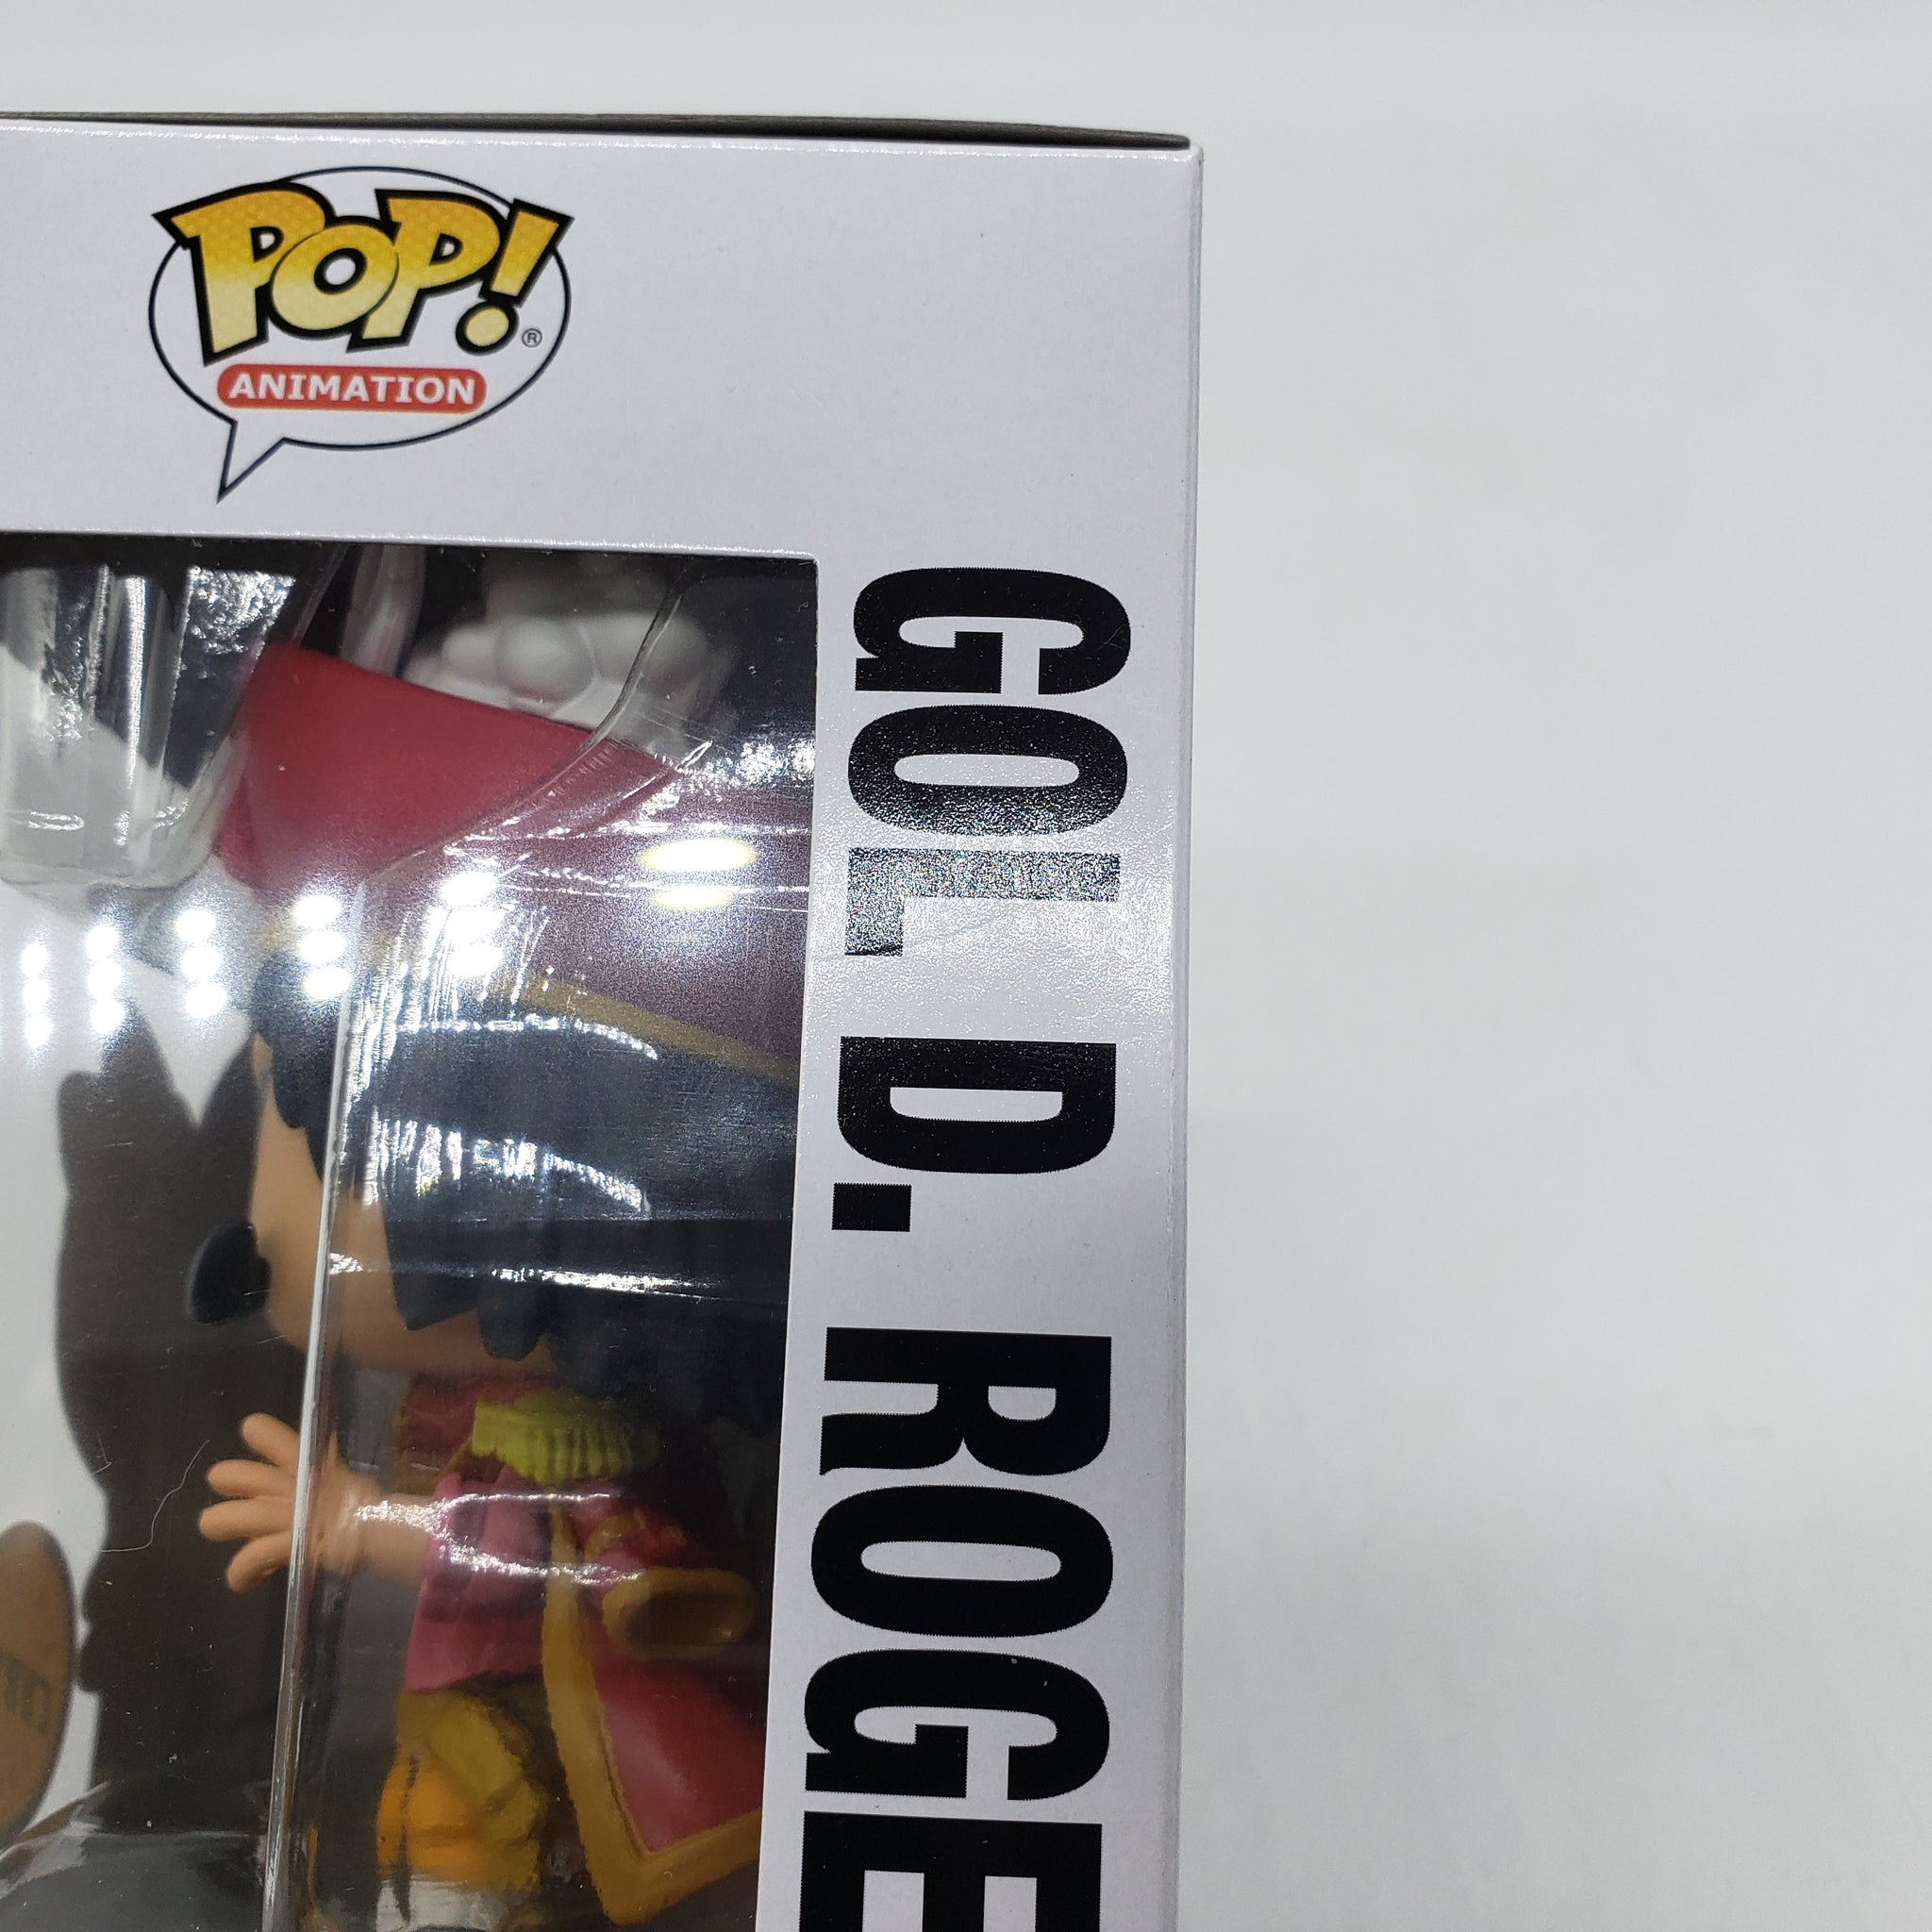 POP!®
ANIMATION
GOL D. ROGE